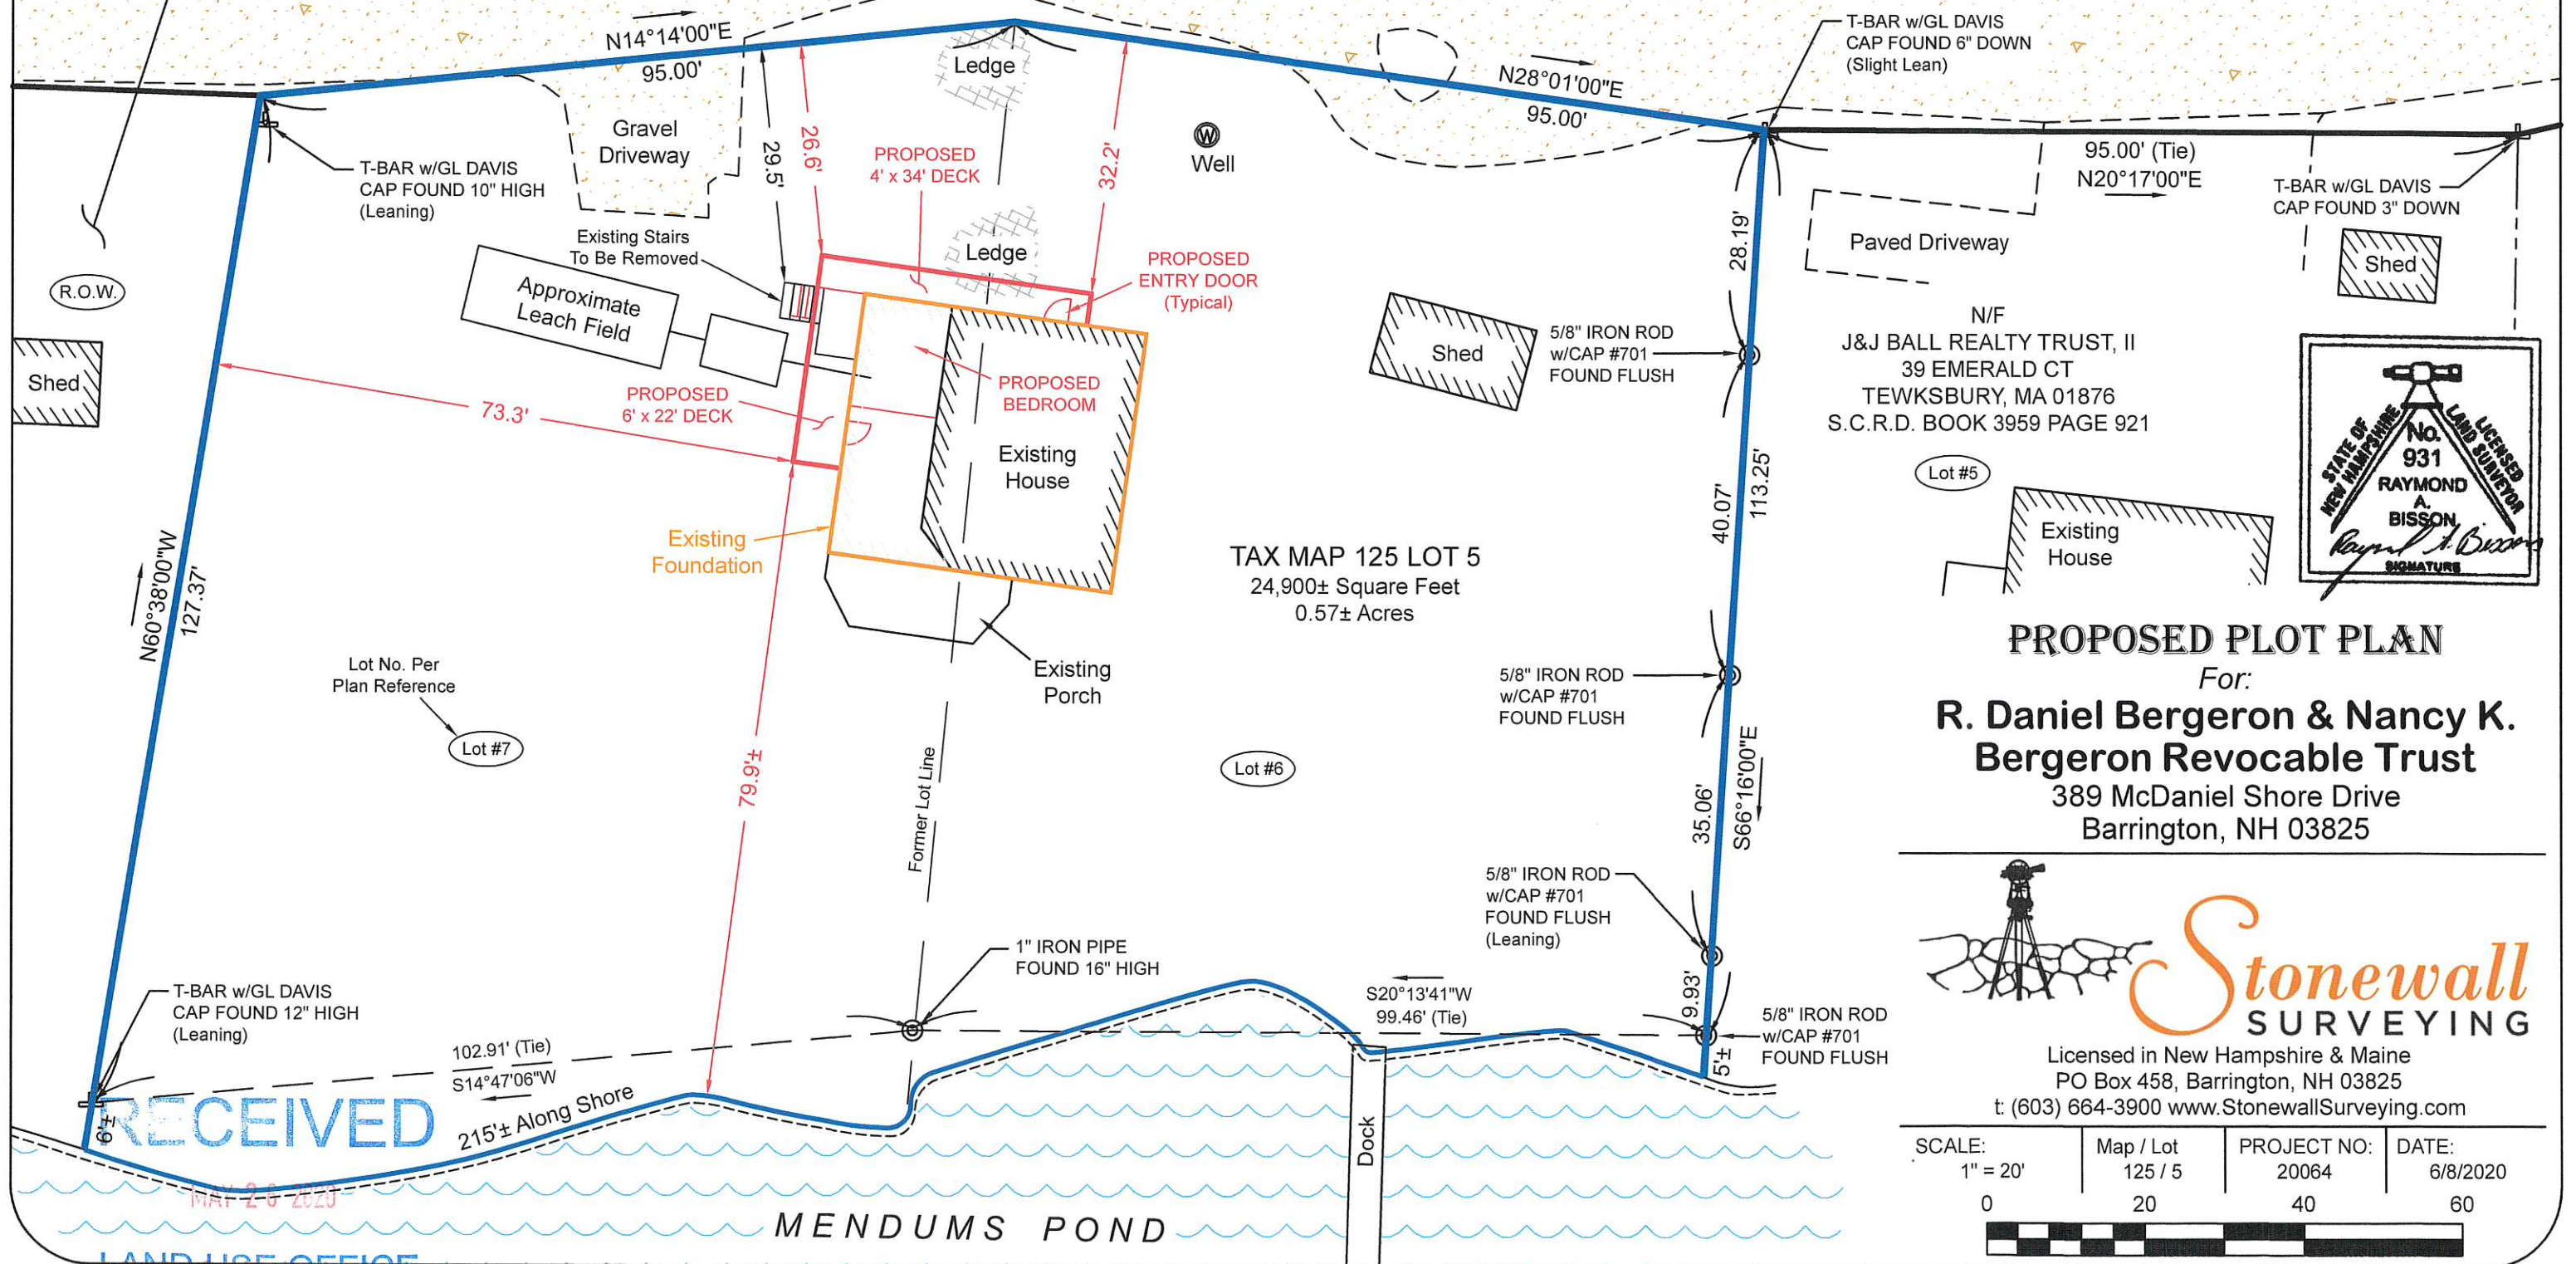 N14°14'00"E
95.00'
Ledge
N28°01'00"E
95.00'
T-BAR w/GL DAVIS
CAP FOUND 6" DOWN
(Slight Lean)
T-BAR w/GL DAVIS
CAP FOUND 10" HIGH
(Leaning)
Gravel
Driveway
29.5'
26.6'
PROPOSED
4' x 34' DECK
32.2'
W
Well
95.00' (Tie)
N20°17'00"E
T-BAR w/GL DAVIS
CAP FOUND 3" DOWN
R.O.W.
Shed
Existing Stairs
To Be Removed
Approximate
Leach Field
Ledge
PROPOSED
ENTRY DOOR
(Typical)
28.19'
Paved Driveway
Shed
73.3'
PROPOSED
6' x 22' DECK
PROPOSED
BEDROOM
Existing
House
Shed
5/8" IRON ROD
w/CAP #701
FOUND FLUSH
N/F
J&J BALL REALTY TRUST, II
39 EMERALD CT
TEWKSBURY, MA 01876
S.C.R.D. BOOK 3959 PAGE 921
Lot #5
STATE OF
NEW HAMPSHIRE
LICENSED
LAND SURVEYOR
No.
931
RAYMOND
A.
BISSON
Raymond A. Bisson
SIGNATURE
N60°38'00"W
127.37'
Existing
Foundation
TAX MAP 125 LOT 5
24,900± Square Feet
0.57± Acres
40.07'
113.25'
Existing
House
Lot No. Per
Plan Reference
Lot #7
Existing
Porch
79.9'±
Former Lot Line
Lot #6
5/8" IRON ROD
w/CAP #701
FOUND FLUSH
35.06'
S66°16'00"E
PROPOSED PLOT PLAN
For:
R. Daniel Bergeron & Nancy K.
Bergeron Revocable Trust
389 McDaniel Shore Drive
Barrington, NH 03825
T-BAR w/GL DAVIS
CAP FOUND 12" HIGH
(Leaning)
1" IRON PIPE
FOUND 16" HIGH
5/8" IRON ROD
w/CAP #701
FOUND FLUSH
(Leaning)
9.93'
S20°13'41"W
99.46' (Tie)
5/8" IRON ROD
w/CAP #701
FOUND FLUSH
5'±
102.91' (Tie)
S14°47'06"W
6'±
215'± Along Shore
RECEIVED
MAY 26 2020
LAND USE OFFICE
Dock
MENDUMS POND
Stonewall
SURVEYING
Licensed in New Hampshire & Maine
PO Box 458, Barrington, NH 03825
t: (603) 664-3900 www.StonewallSurveying.com
SCALE:
1" = 20'
Map / Lot
125 / 5
PROJECT NO:
20064
DATE:
6/8/2020
0 20 40 60